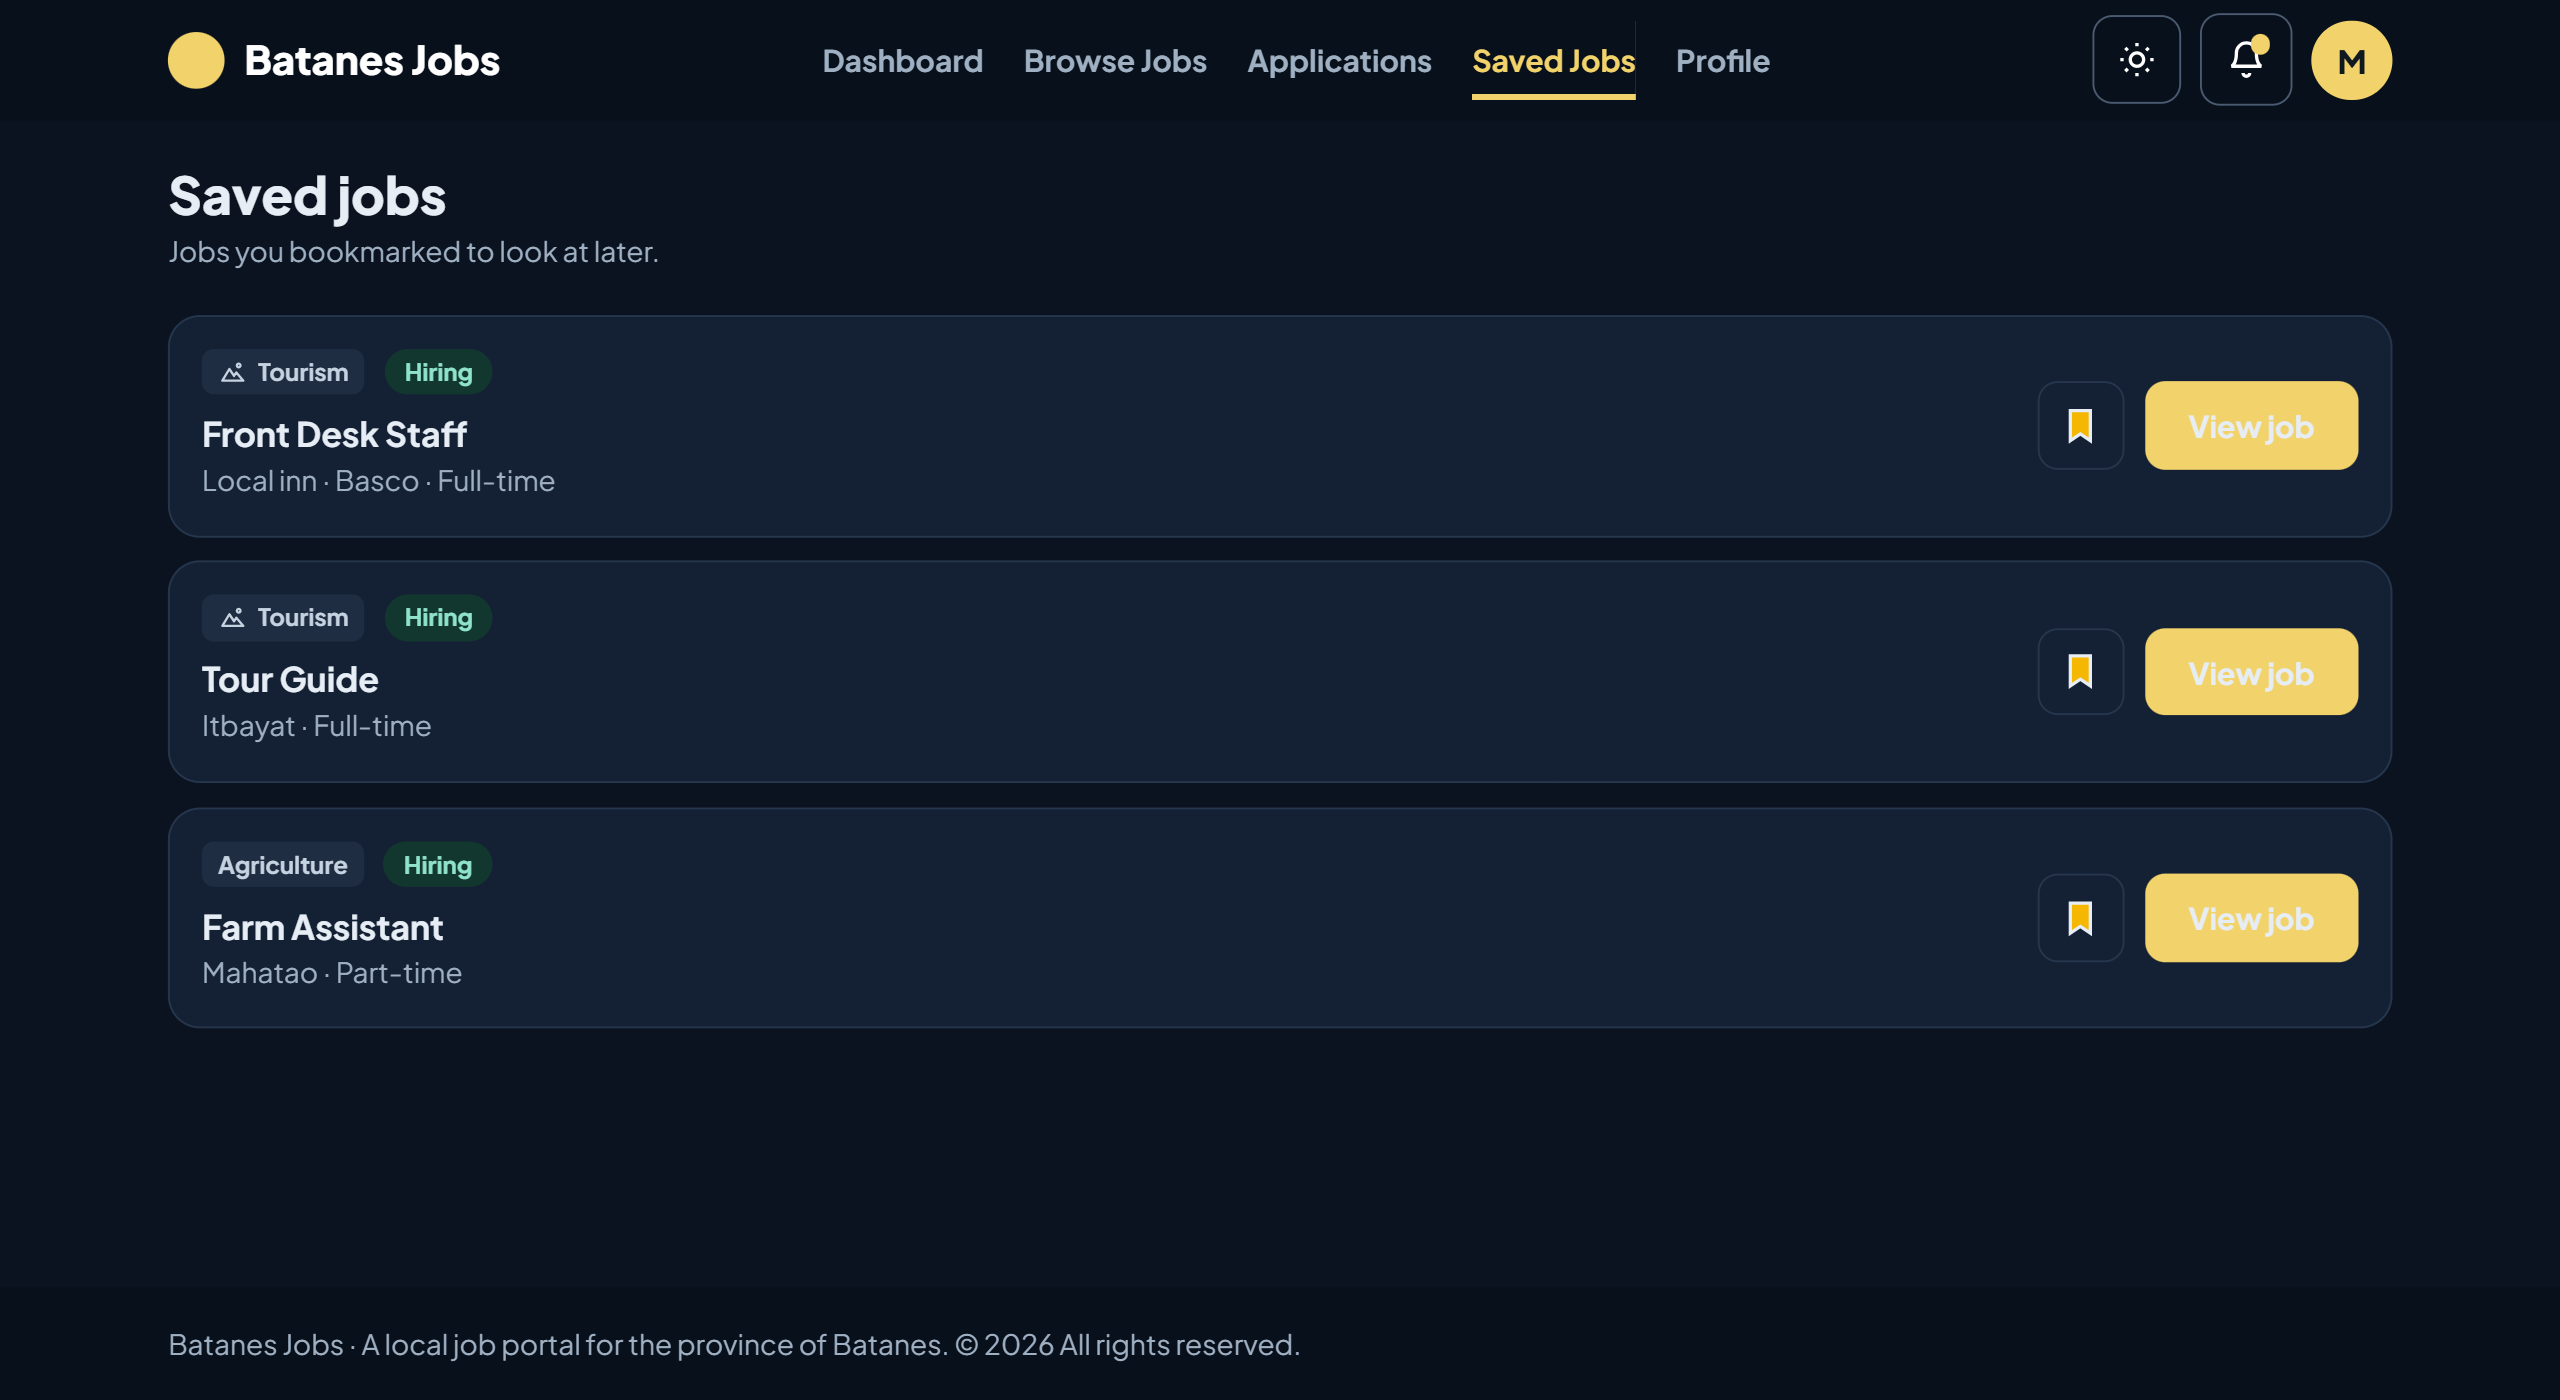 Batanes Jobs
Dashboard Browse Jobs Applications Saved Jobs Profile
M
Saved jobs
Jobs you bookmarked to look at later.
Tourism Hiring
Front Desk Staff
Local inn · Basco · Full-time
View job
Tourism Hiring
Tour Guide
Itbayat · Full-time
View job
Agriculture Hiring
Farm Assistant
Mahatao · Part-time
View job
Batanes Jobs · A local job portal for the province of Batanes. © 2026 All rights reserved.